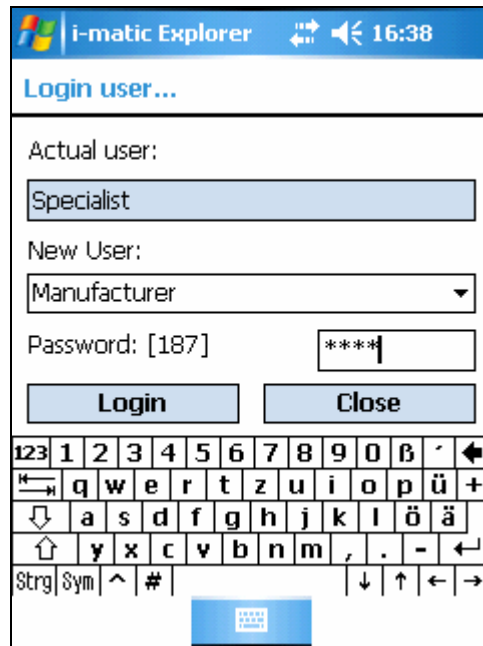 i-matic Explorer 16:38
Login user...
Actual user:
Specialist
New User:
Manufacturer
Password: [187] ****
Login Close
123 1 2 3 4 5 6 7 8 9 0 ß ´
q w e r t z u i o p ü +
a s d f g h j k l ö ä
y x c v b n m , . -
Strg Sym ^ # ↓ ↑ ← →